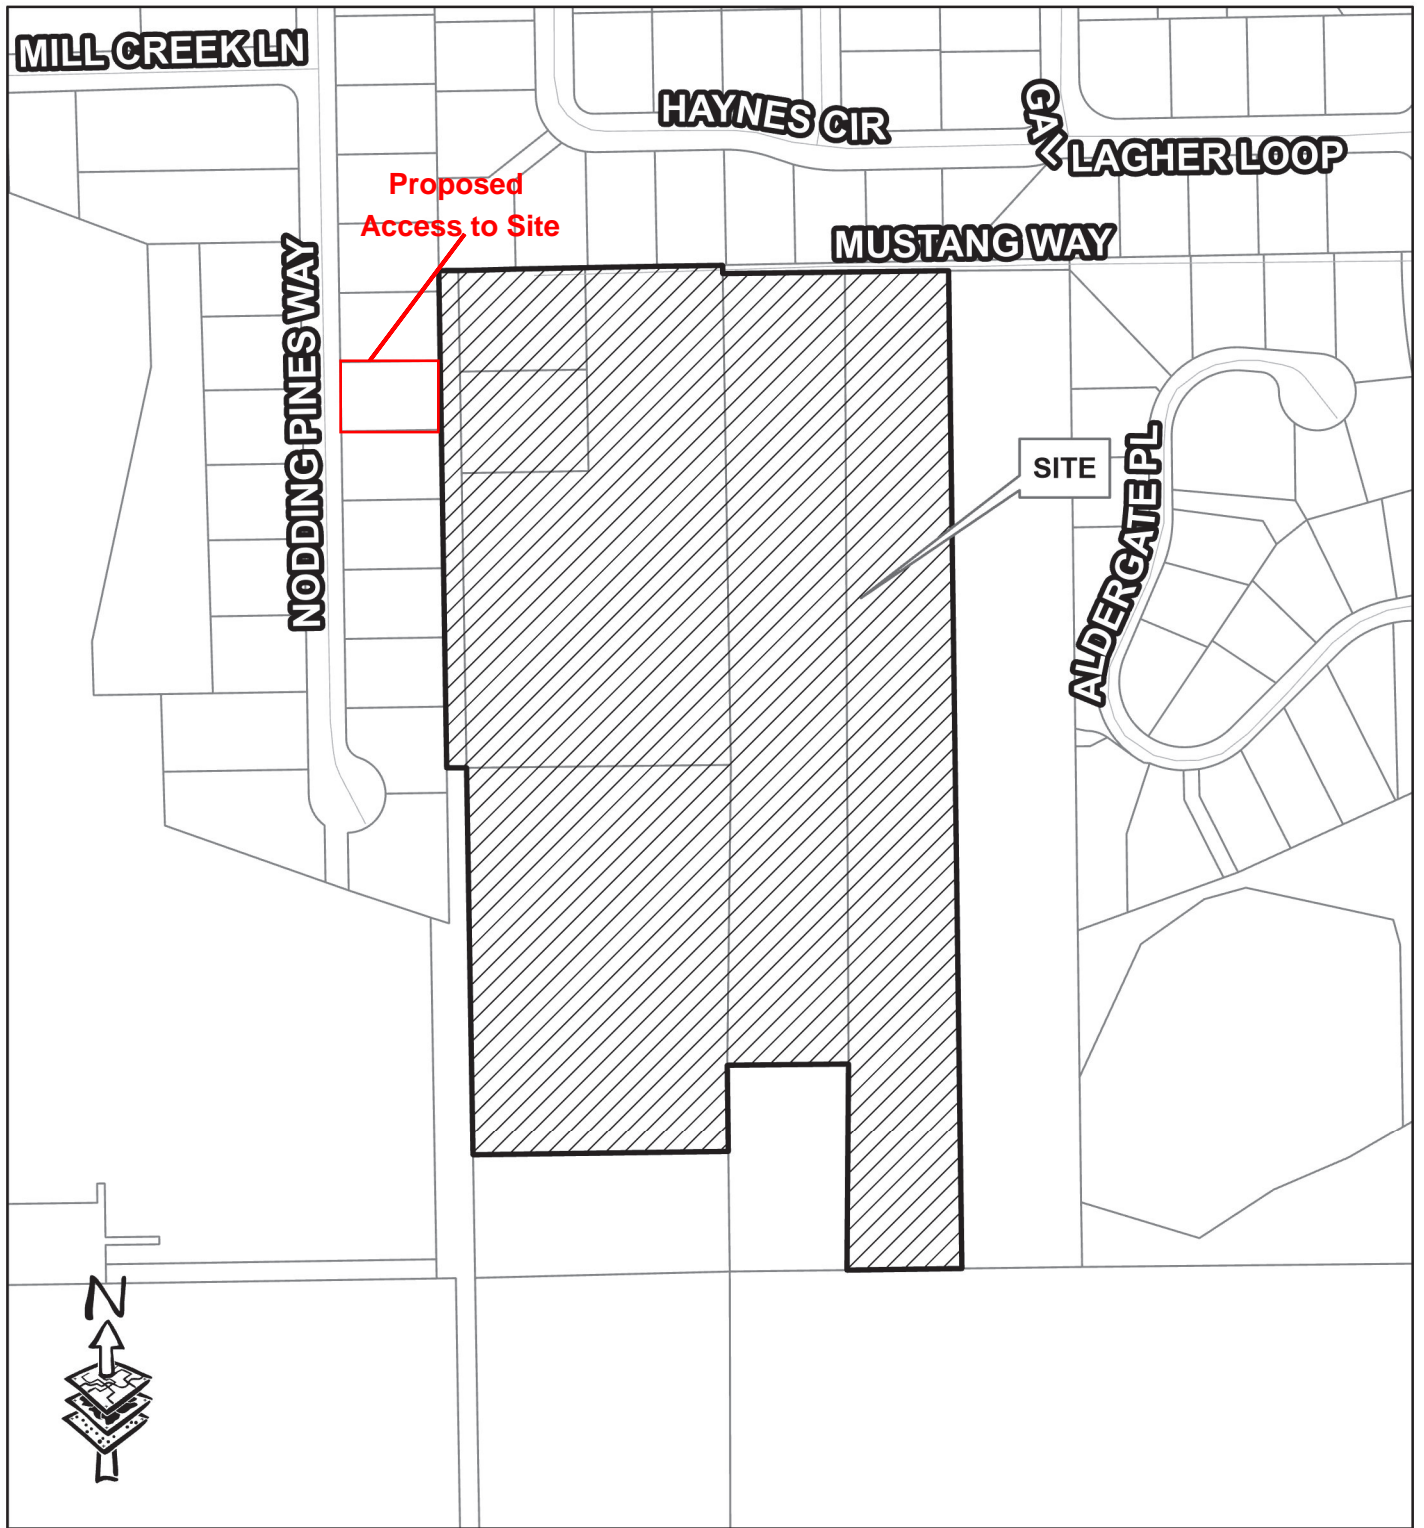 MILL CREEK LN
HAYNES CIR
GALLAGHER LOOP
Proposed
Access to Site
MUSTANG WAY
NODDING PINES WAY
SITE
ALDERGATE PL
N